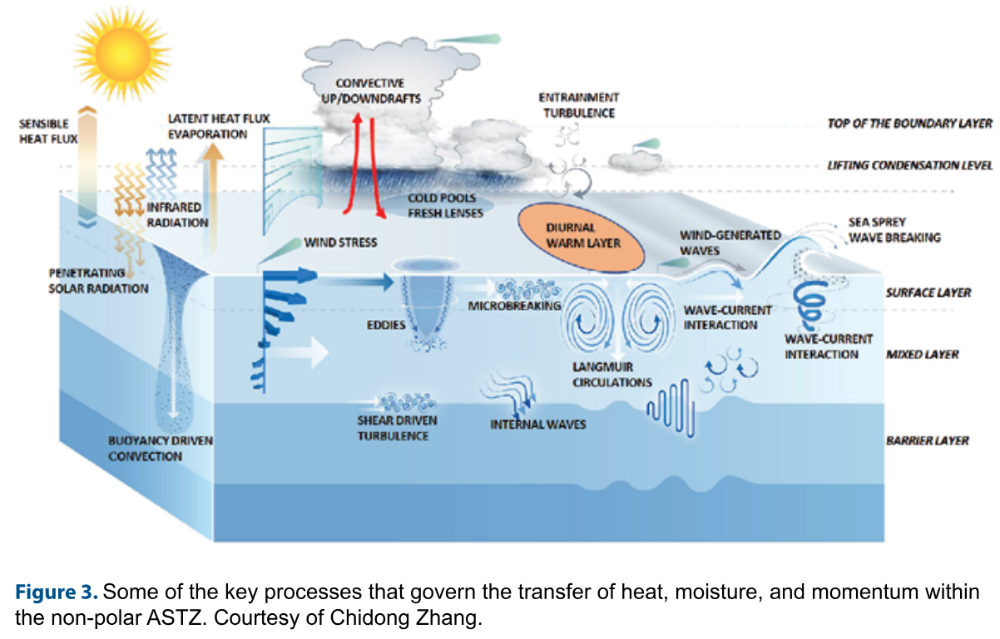 CONVECTIVE
UP/DOWNDRAFTS
ENTRAINMENT
TURBULENCE
SENSIBLE
HEAT FLUX
LATENT HEAT FLUX
EVAPORATION
TOP OF THE BOUNDARY LAYER
LIFTING CONDENSATION LEVEL
INFRARED
RADIATION
COLD POOLS
FRESH LENSES
DIURNAL
WARM LAYER
WIND STRESS
WIND-GENERATED
WAVES
SEA SPREY
WAVE BREAKING
PENETRATING
SOLAR RADIATION
SURFACE LAYER
MICROBREAKING
EDDIES
WAVE-CURRENT
INTERACTION
WAVE-CURRENT
INTERACTION
MIXED LAYER
LANGMUIR
CIRCULATIONS
SHEAR DRIVEN
TURBULENCE
INTERNAL WAVES
BUOYANCY DRIVEN
CONVECTION
BARRIER LAYER
Figure 3. Some of the key processes that govern the transfer of heat, moisture, and momentum within
the non-polar ASTZ. Courtesy of Chidong Zhang.